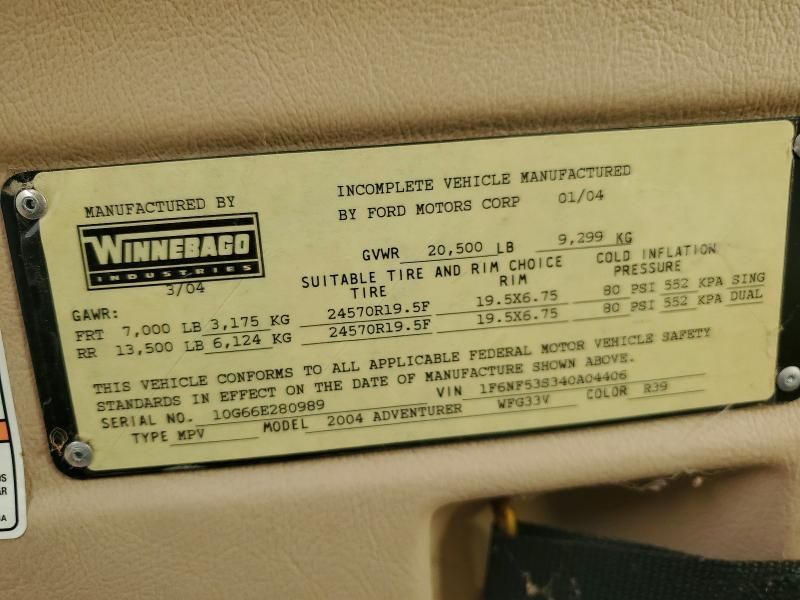 MANUFACTURED BY
WINNEBAGO
INDUSTRIES
3/04
INCOMPLETE VEHICLE MANUFACTURED
BY FORD MOTORS CORP 01/04
GVWR 20,500 LB 9,299 KG
SUITABLE TIRE AND RIM CHOICE COLD INFLATION
TIRE RIM PRESSURE
GAWR:
FRT 7,000 LB 3,175 KG 24570R19.5F 19.5X6.75 80 PSI 552 KPA SING
RR 13,500 LB 6,124 KG 24570R19.5F 19.5X6.75 80 PSI 552 KPA DUAL
THIS VEHICLE CONFORMS TO ALL APPLICABLE FEDERAL MOTOR VEHICLE SAFETY
STANDARDS IN EFFECT ON THE DATE OF MANUFACTURE SHOWN ABOVE.
SERIAL NO. 10G66E280989 VIN 1F6NF53S340A04406
TYPE MPV MODEL 2004 ADVENTURER WFG33V COLOR R39